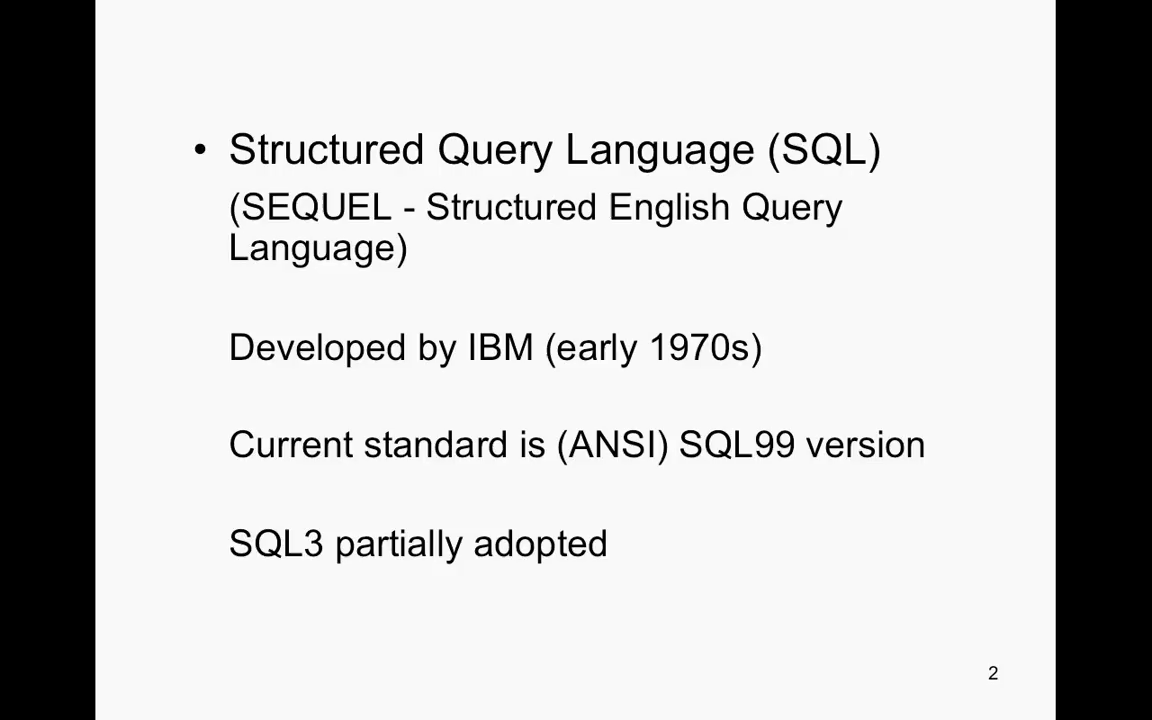 • Structured Query Language (SQL)
(SEQUEL - Structured English Query
Language)
Developed by IBM (early 1970s)
Current standard is (ANSI) SQL99 version
SQL3 partially adopted
2